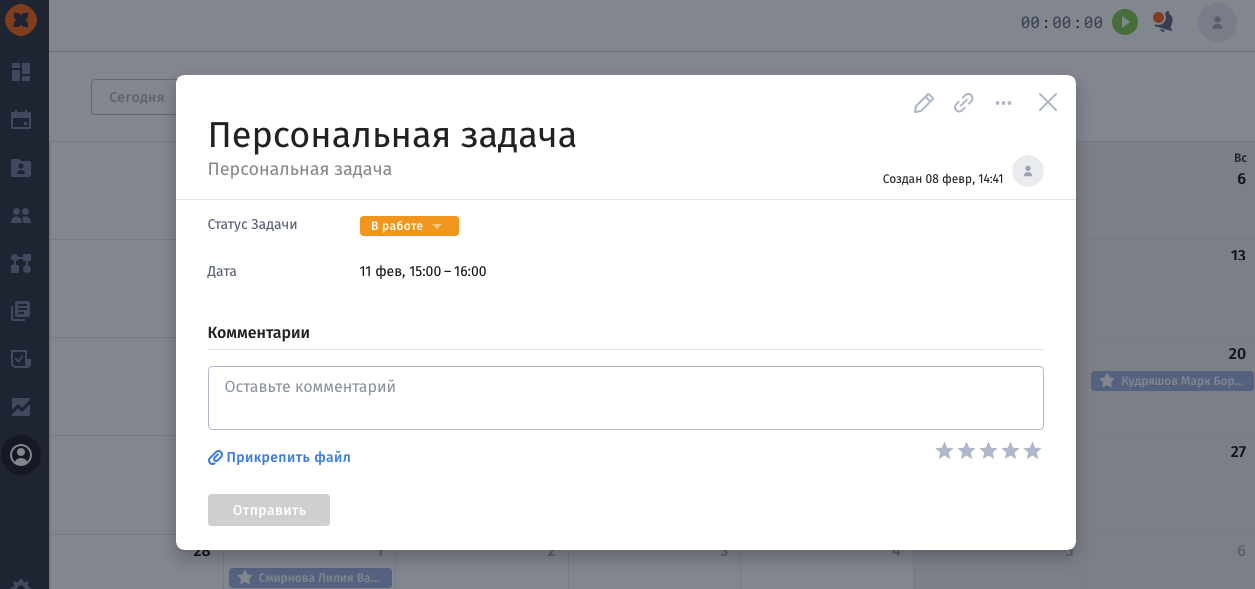 00:00:00
Сегодня
Персональная задача
Персональная задача
Создан 08 февр, 14:41
Статус Задачи
В работе
Дата
11 фев, 15:00 – 16:00
Комментарии
Оставьте комментарий
Прикрепить файл
Отправить
Вс
6
13
20
Кудряшов Марк Бор...
27
28
1
2
3
4
5
6
Смирнова Лилия Ва...